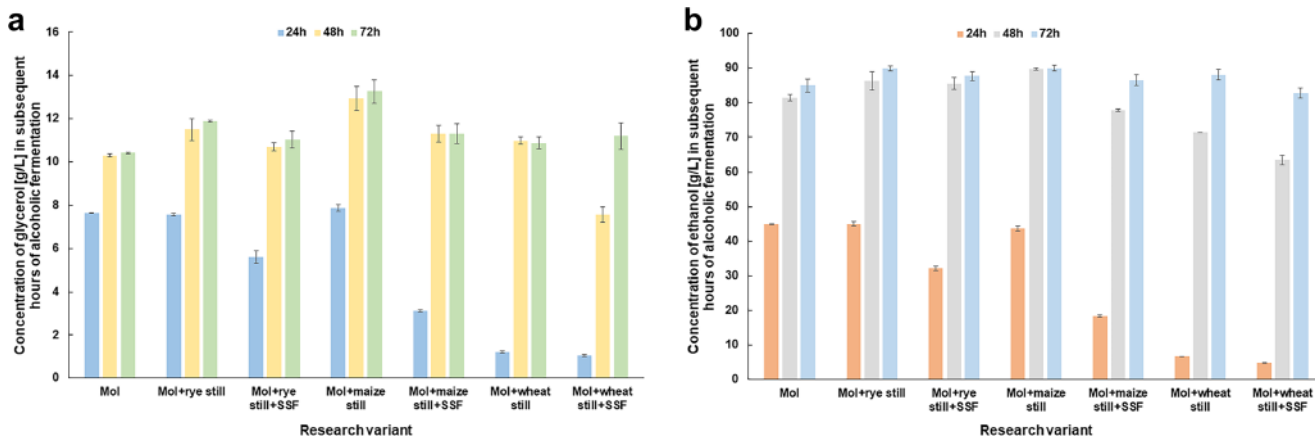 a
Concentration of glycerol [g/L] in subsequent
hours of alcoholic fermentation
16
14
12
10
8
6
4
2
0
24h 48h 72h
Mol
Mol+rye still
Mol+rye
still+SSF
Mol+maize
still
Mol+maize
still+SSF
Mol+wheat
still
Mol+wheat
still+SSF
Research variant
b
Concentration of ethanol [g/L] in subsequent
hours of alcoholic fermentation
100
90
80
70
60
50
40
30
20
10
0
24h 48h 72h
Mol
Mol+rye still
Mol+rye
still+SSF
Mol+maize
still
Mol+maize
still+SSF
Mol+wheat
still
Mol+wheat
still+SSF
Research variant